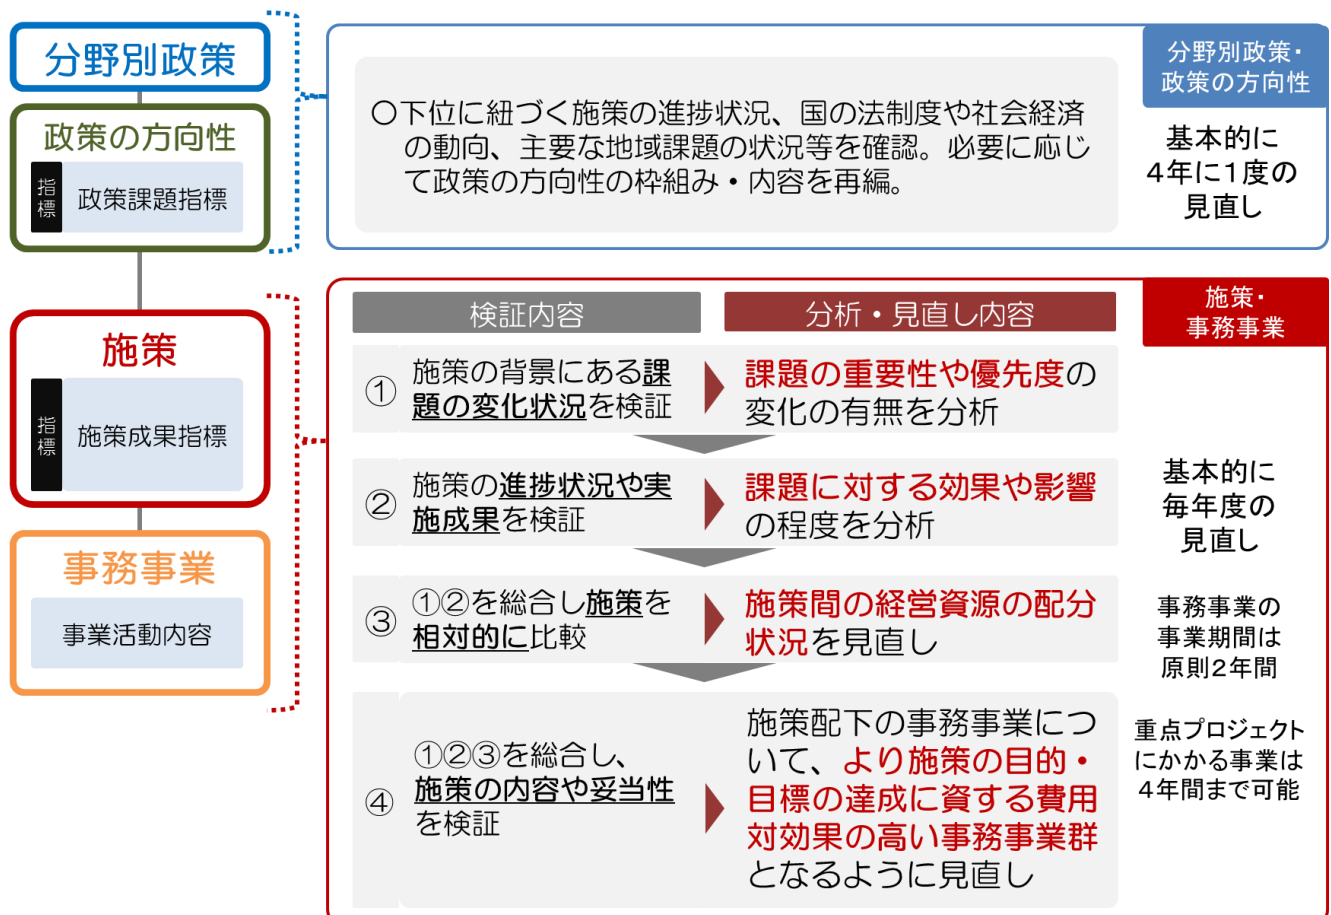 分野別政策
政策の方向性
指標
政策課題指標
施策
指標
施策成果指標
事務事業
事業活動内容
分野別政策・
政策の方向性
〇下位に紐づく施策の進捗状況、国の法制度や社会経済
の動向、主要な地域課題の状況等を確認。必要に応じ
て政策の方向性の枠組み・内容を再編。
基本的に
4年に1度の
見直し
施策・
事務事業
検証内容
分析・見直し内容
①
施策の背景にある課
題の変化状況を検証
課題の重要性や優先度の
変化の有無を分析
②
施策の進捗状況や実
施成果を検証
課題に対する効果や影響
の程度を分析
③
①②を総合し施策を
相対的に比較
施策間の経営資源の配分
状況を見直し
④
①②③を総合し、
施策の内容や妥当性
を検証
施策配下の事務事業につ
いて、より施策の目的・
目標の達成に資する費用
対効果の高い事務事業群
となるように見直し
基本的に
毎年度の
見直し
事務事業の
事業期間は
原則2年間
重点プロジェクト
にかかる事業は
4年間まで可能